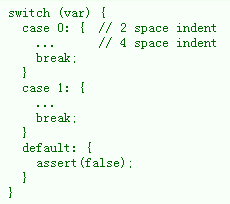 switch (var) {
  case 0: {  // 2 space indent
    ...      // 4 space indent
    break;
  }
  case 1: {
    ...
    break;
  }
  default: {
    assert(false);
  }
}